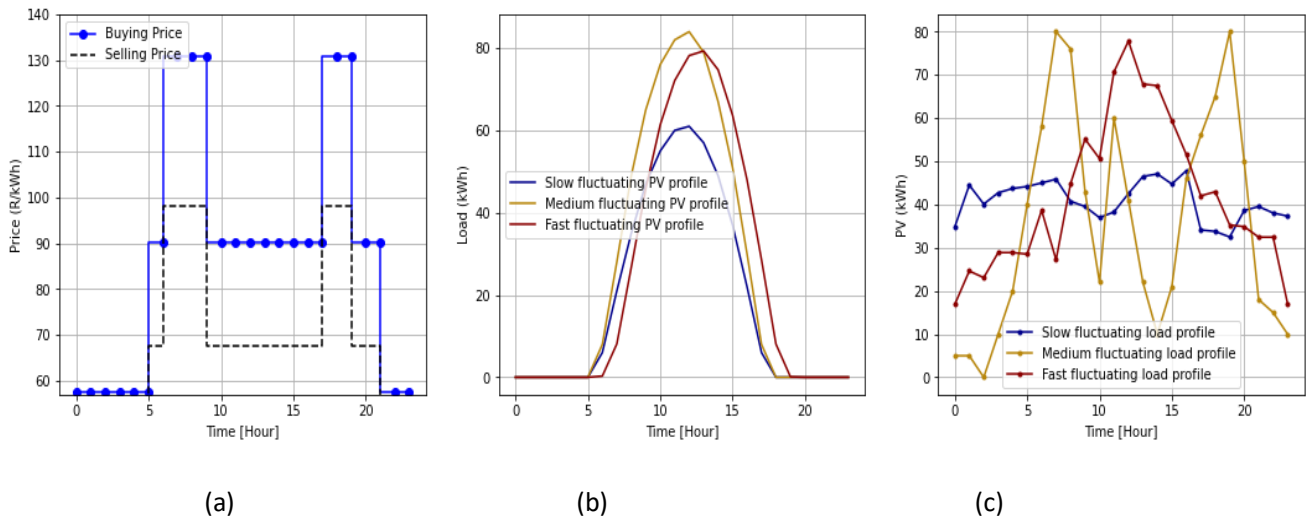 Price (R/kWh)
140
130
120
110
100
90
80
70
60
Buying Price
Selling Price
0 5 10 15 20
Time [Hour]
(a)
Load (kWh)
80
60
40
20
0
Slow fluctuating PV profile
Medium fluctuating PV profile
Fast fluctuating PV profile
0 5 10 15 20
Time [Hour]
(b)
PV (kWh)
80
70
60
50
40
30
20
10
0
Slow fluctuating load profile
Medium fluctuating load profile
Fast fluctuating load profile
0 5 10 15 20
Time [Hour]
(c)